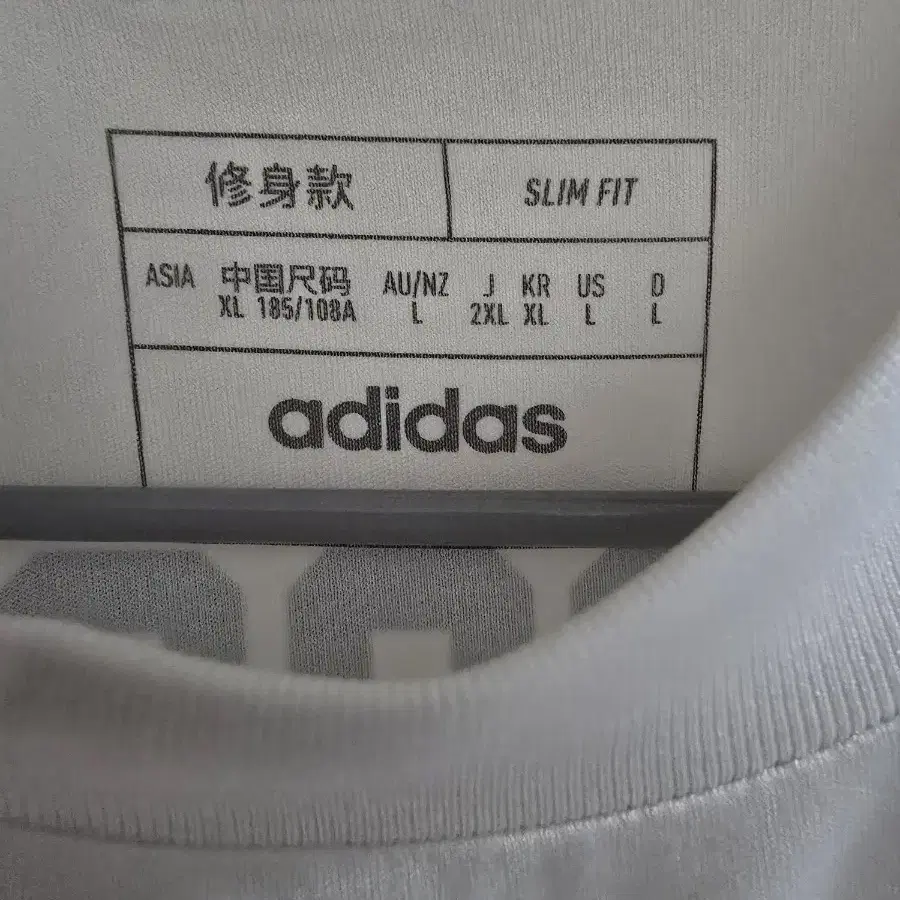 修身款 SLIM FIT
ASIA 中国尺码 AU/NZ J KR US D
XL 185/108A L 2XL XL L L
adidas